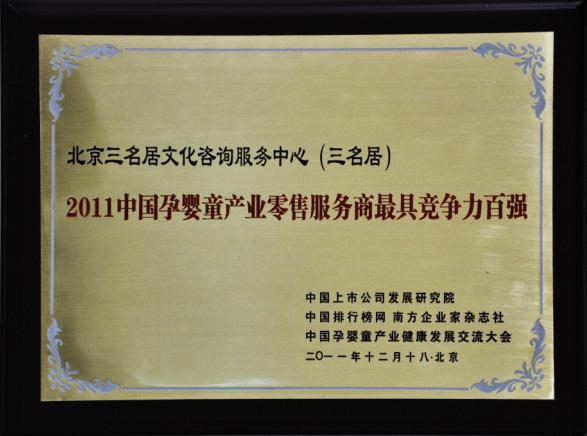 北京三名居文化咨询服务中心（三名居）
2011中国孕婴童产业零售服务商最具竞争力百强
中国上市公司发展研究院
中国排行榜网 南方企业家杂志社
中国孕婴童产业健康发展交流大会
二〇一一年十二月十八·北京